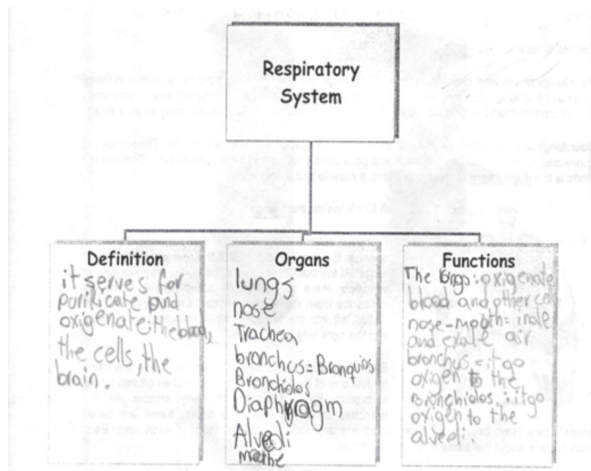 Respiratory
System
Definition
it serves for
purificate and
oxigenate: the blood,
the cells, the
brain.
Organs
lungs
nose
Trachea
bronchus = Bronquios
Bronchiolos
Diaphragm
Alveoli
Functions
The lungs: oxigenate
blood and other
nose-mouth= inale
and exale air
bronchus = it go
oxigen to the
Bronchiolos, : it go
oxigen to the
alveoli.